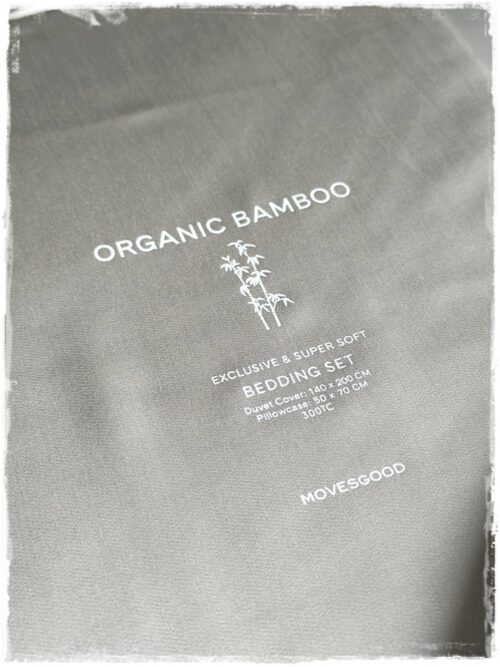 ORGANIC BAMBOO
EXCLUSIVE & SUPER SOFT
BEDDING SET
Duvet Cover: 140 x 200 CM
Pillowcase: 50 x 70 CM
300TC
MOVESGOOD